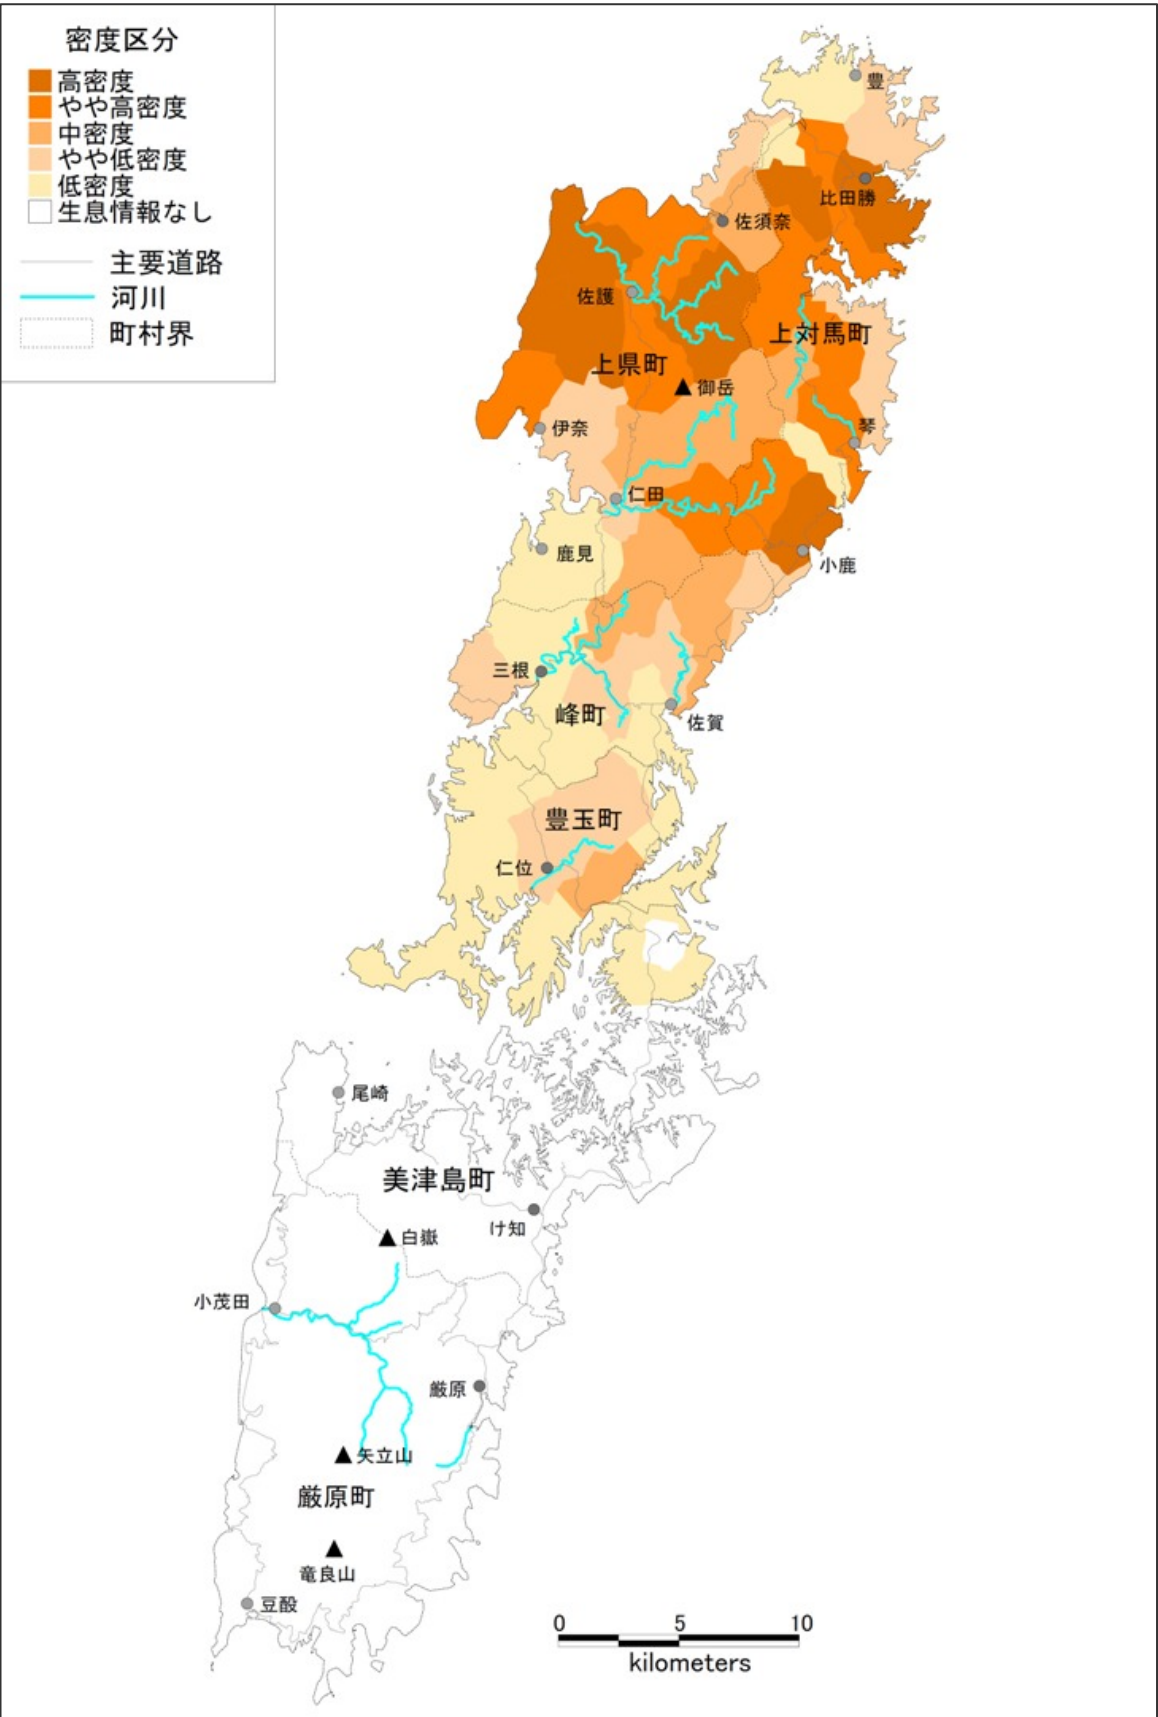 密度区分
高密度
やや高密度
中密度
やや低密度
低密度
生息情報なし
主要道路
河川
町村界
豊
比田勝
佐須奈
佐護
上対馬町
上県町
御岳
伊奈
琴
仁田
鹿見
小鹿
三根
峰町
佐賀
豊玉町
仁位
尾崎
美津島町
け知
白嶽
小茂田
厳原
矢立山
厳原町
竜良山
豆酘
0 5 10
kilometers